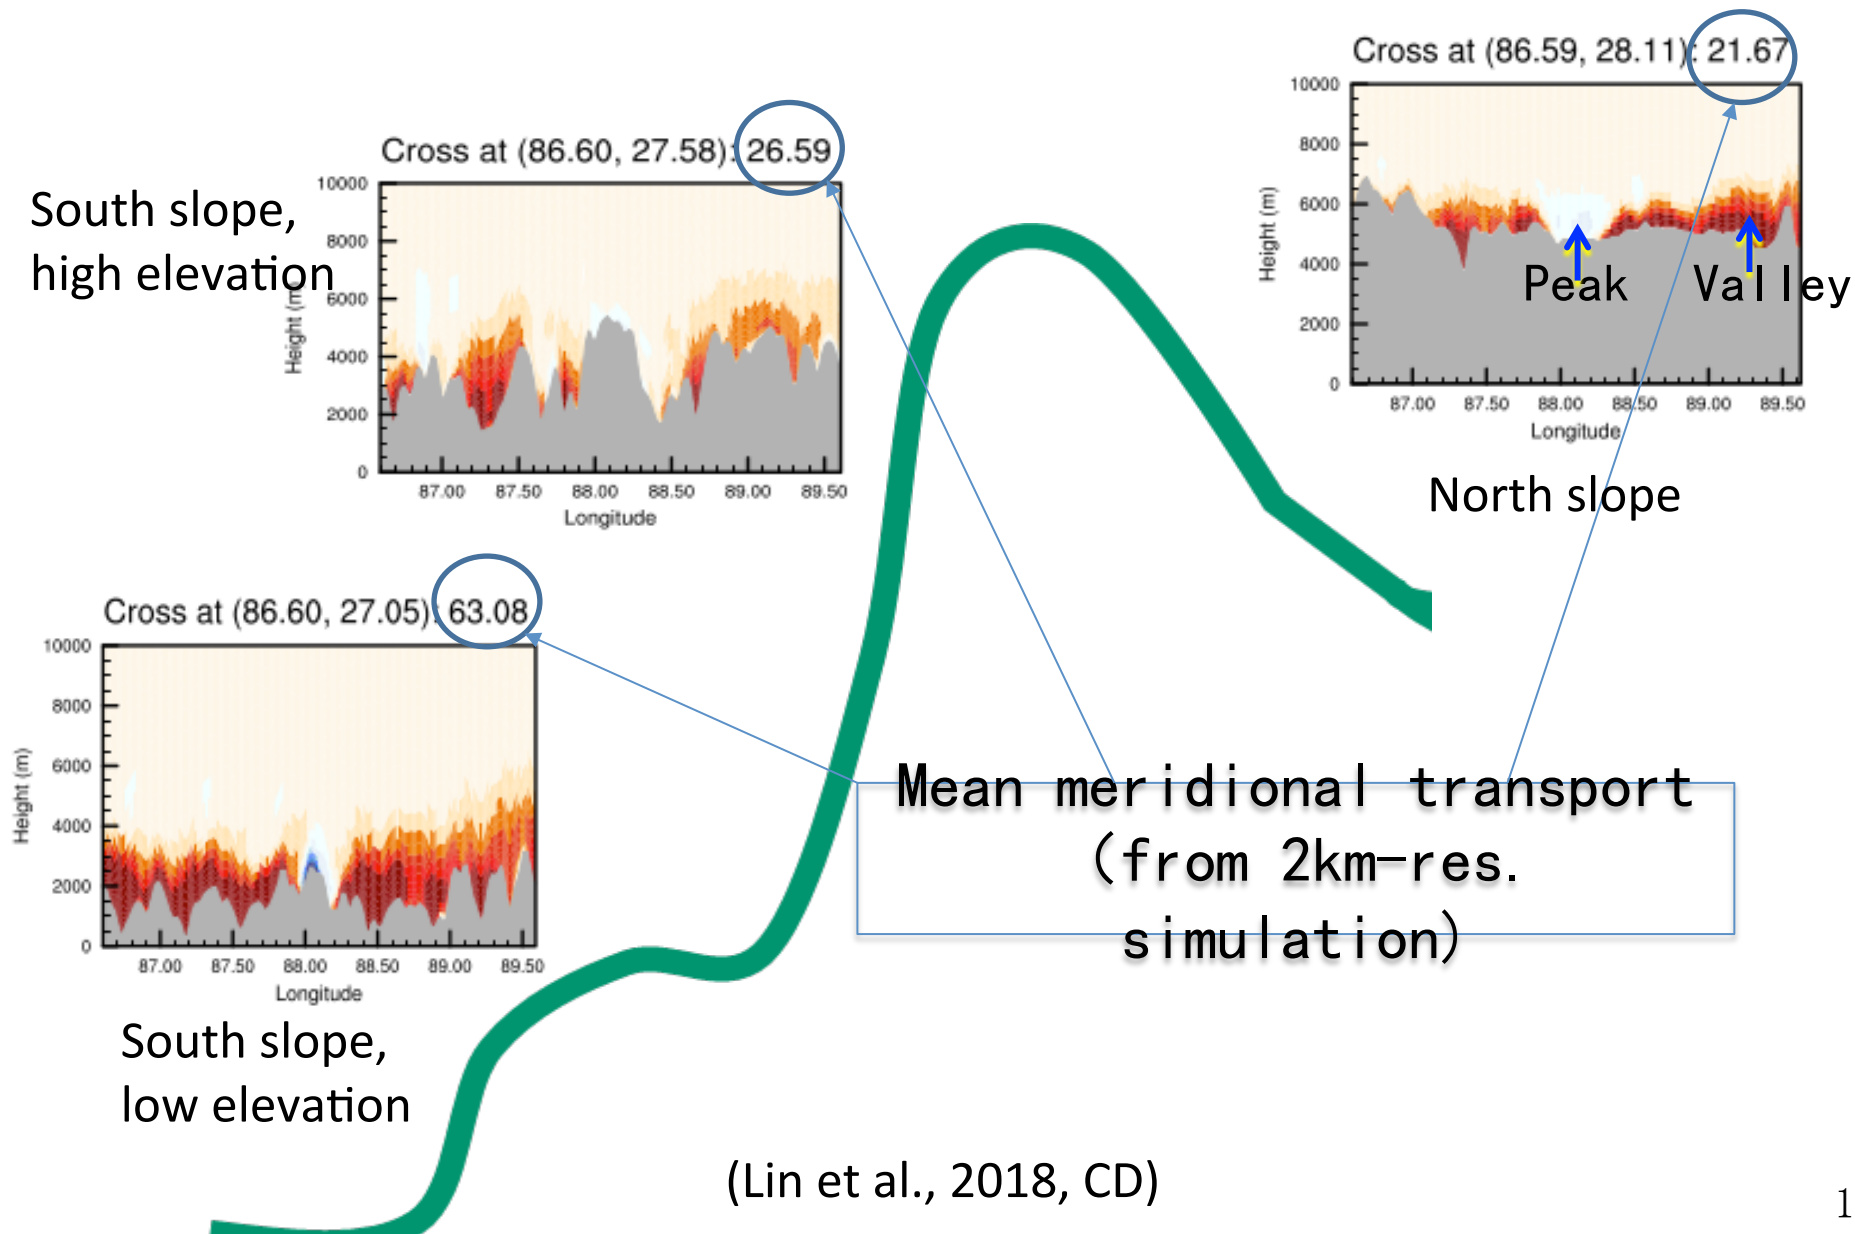 Cross at (86.59, 28.11): 21.67
10000
8000
6000
4000
2000
0
Height (m)
Peak
Valley
87.00 87.50 88.00 88.50 89.00 89.50
Longitude
North slope
Cross at (86.60, 27.58): 26.59
South slope,
high elevation
10000
8000
6000
4000
2000
0
Height (m)
87.00 87.50 88.00 88.50 89.00 89.50
Longitude
Cross at (86.60, 27.05): 63.08
10000
8000
6000
4000
2000
0
Height (m)
87.00 87.50 88.00 88.50 89.00 89.50
Longitude
South slope,
low elevation
Mean meridional transport
(from 2km-res.
simulation)
(Lin et al., 2018, CD)
1